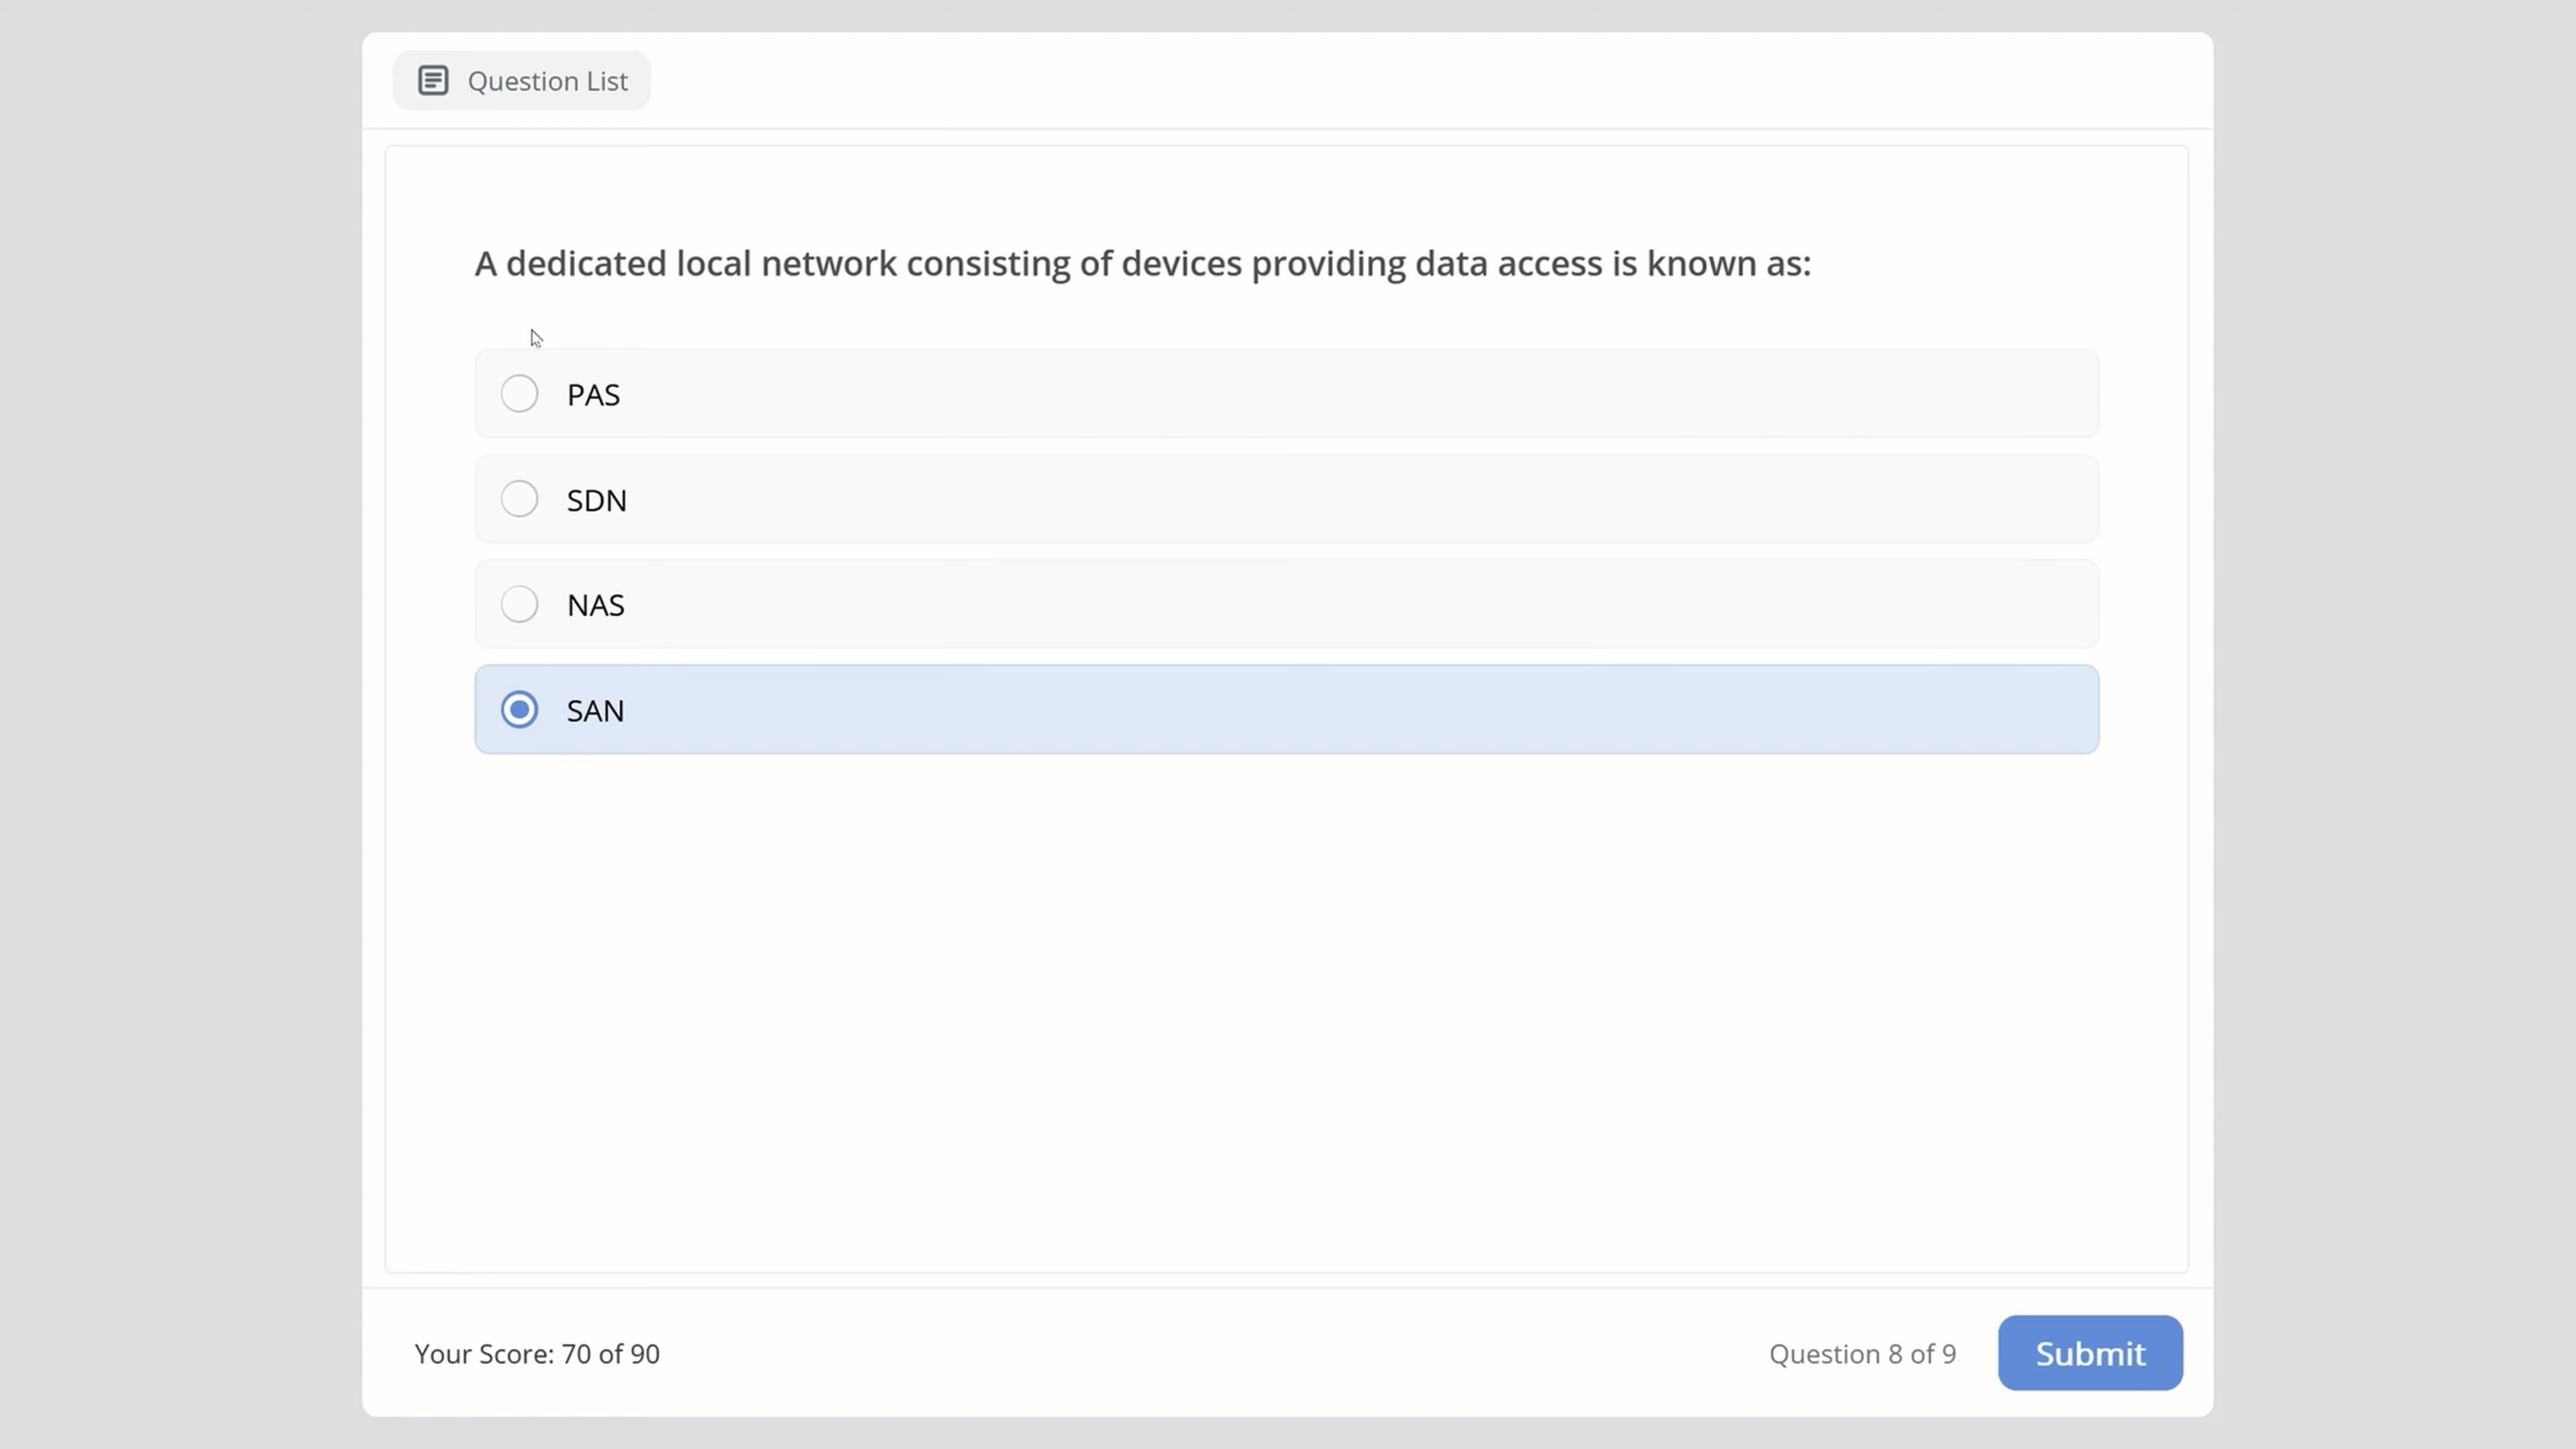 Question List
A dedicated local network consisting of devices providing data access is known as:
PAS
SDN
NAS
SAN
Your Score: 70 of 90
Question 8 of 9
Submit